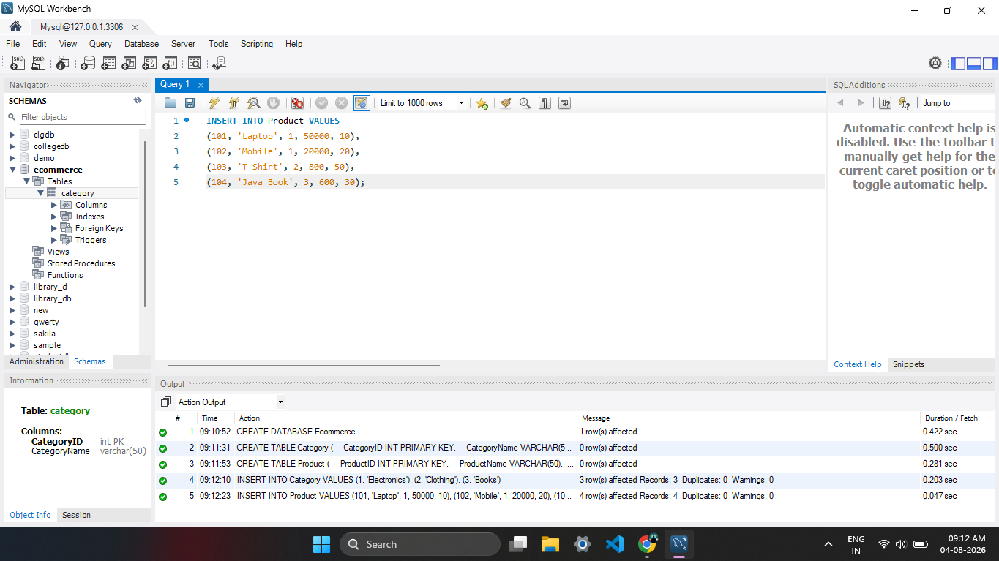 MySQL Workbench
Mysql@127.0.0.1:3306
File Edit View Query Database Server Tools Scripting Help
Navigator
SCHEMAS
Filter objects
clgdb
collegedb
demo
ecommerce
Tables
category
Columns
Indexes
Foreign Keys
Triggers
Views
Stored Procedures
Functions
library_d
library_db
new
qwerty
sakila
sample
Administration Schemas
Information
Table: category
Columns:
CategoryID int PK
CategoryName varchar(50)
Object Info Session
Query 1
Limit to 1000 rows
1 INSERT INTO Product VALUES
2 (101, 'Laptop', 1, 50000, 10),
3 (102, 'Mobile', 1, 20000, 20),
4 (103, 'T-Shirt', 2, 800, 50),
5 (104, 'Java Book', 3, 600, 30);
SQLAdditions
Jump to
Automatic context help is
disabled. Use the toolbar t
manually get help for the
current caret position or to
toggle automatic help.
Context Help Snippets
Output
Action Output
# Time Action Message Duration / Fetch
1 09:10:52 CREATE DATABASE Ecommerce 1 row(s) affected 0.422 sec
2 09:11:31 CREATE TABLE Category ( CategoryID INT PRIMARY KEY, CategoryName VARCHAR(5... 0 row(s) affected 0.500 sec
3 09:11:53 CREATE TABLE Product ( ProductID INT PRIMARY KEY, ProductName VARCHAR(50), ... 0 row(s) affected 0.281 sec
4 09:12:10 INSERT INTO Category VALUES (1, 'Electronics'), (2, 'Clothing'), (3, 'Books') 3 row(s) affected Records: 3 Duplicates: 0 Warnings: 0 0.203 sec
5 09:12:23 INSERT INTO Product VALUES (101, 'Laptop', 1, 50000, 10), (102, 'Mobile', 1, 20000, 20), (10... 4 row(s) affected Records: 4 Duplicates: 0 Warnings: 0 0.047 sec
Search
ENG
IN
09:12 AM
04-08-2026